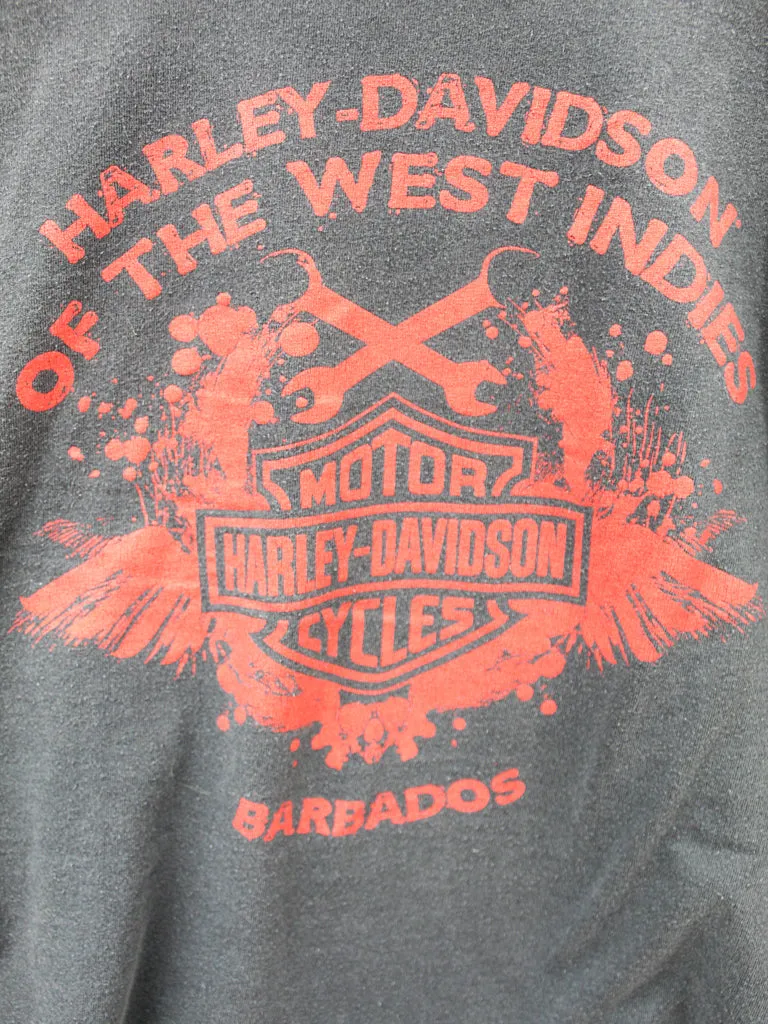 HARLEY-DAVIDSON
OF THE WEST INDIES
MOTOR
HARLEY-DAVIDSON
CYCLES
BARBADOS